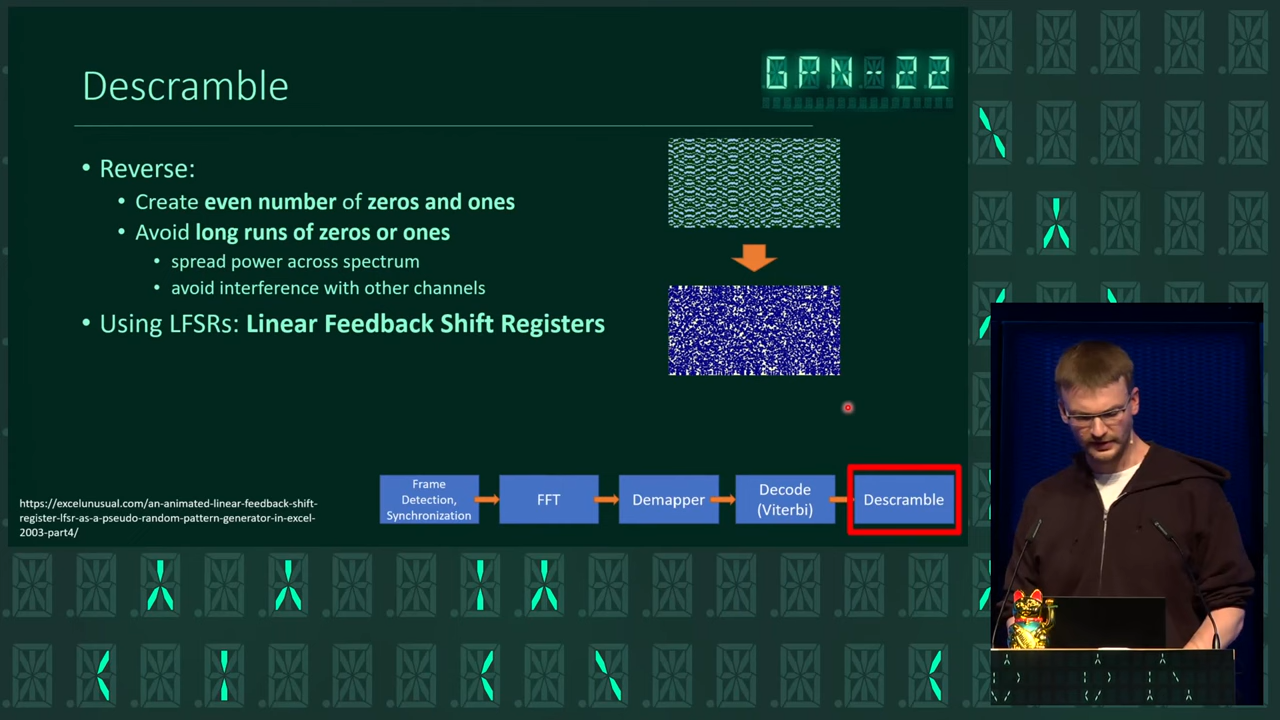 Descramble
GPN-22
• Reverse:
• Create even number of zeros and ones
• Avoid long runs of zeros or ones
• spread power across spectrum
• avoid interference with other channels
• Using LFSRs: Linear Feedback Shift Registers
Frame
Detection,
Synchronization
FFT
Demapper
Decode
(Viterbi)
Descramble
https://excelunusual.com/an-animated-linear-feedback-shift-
register-lfsr-as-a-pseudo-random-pattern-generator-in-excel-
2003-part4/